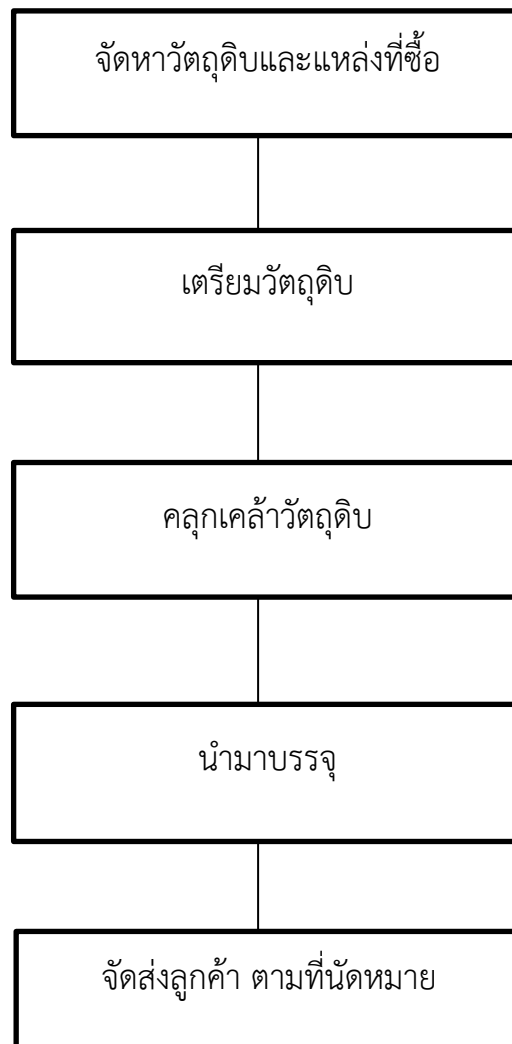 จัดหาวัตถุดิบและแหล่งที่ซื้อ
เตรียมวัตถุดิบ
คลุกเคล้าวัตถุดิบ
นำมาบรรจุ
จัดส่งลูกค้า ตามที่นัดหมาย